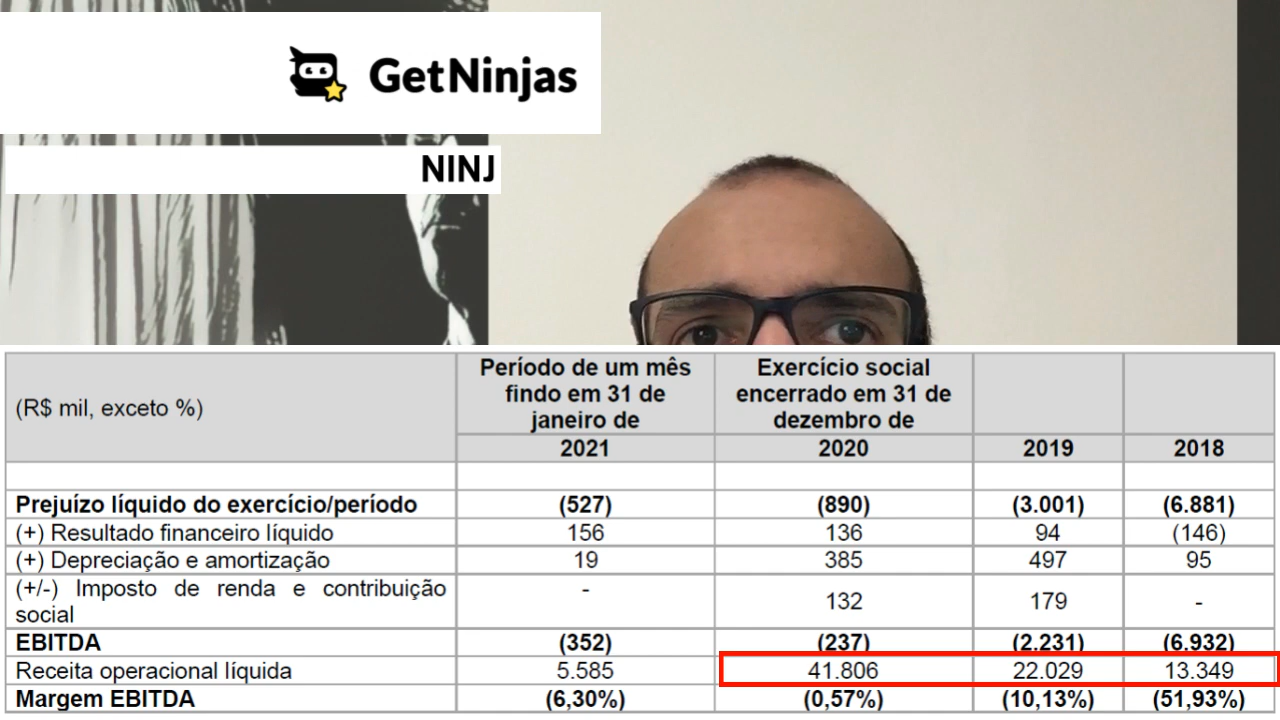 GetNinjas
NINJ
(R$ mil, exceto %)
Período de um mês
findo em 31 de
janeiro de
Exercício social
encerrado em 31 de
dezembro de
2021 2020 2019 2018
Prejuízo líquido do exercício/período (527) (890) (3.001) (6.881)
(+) Resultado financeiro líquido 156 136 94 (146)
(+) Depreciação e amortização 19 385 497 95
(+/-) Imposto de renda e contribuição
social - 132 179 -
EBITDA (352) (237) (2.231) (6.932)
Receita operacional líquida 5.585 41.806 22.029 13.349
Margem EBITDA (6,30%) (0,57%) (10,13%) (51,93%)